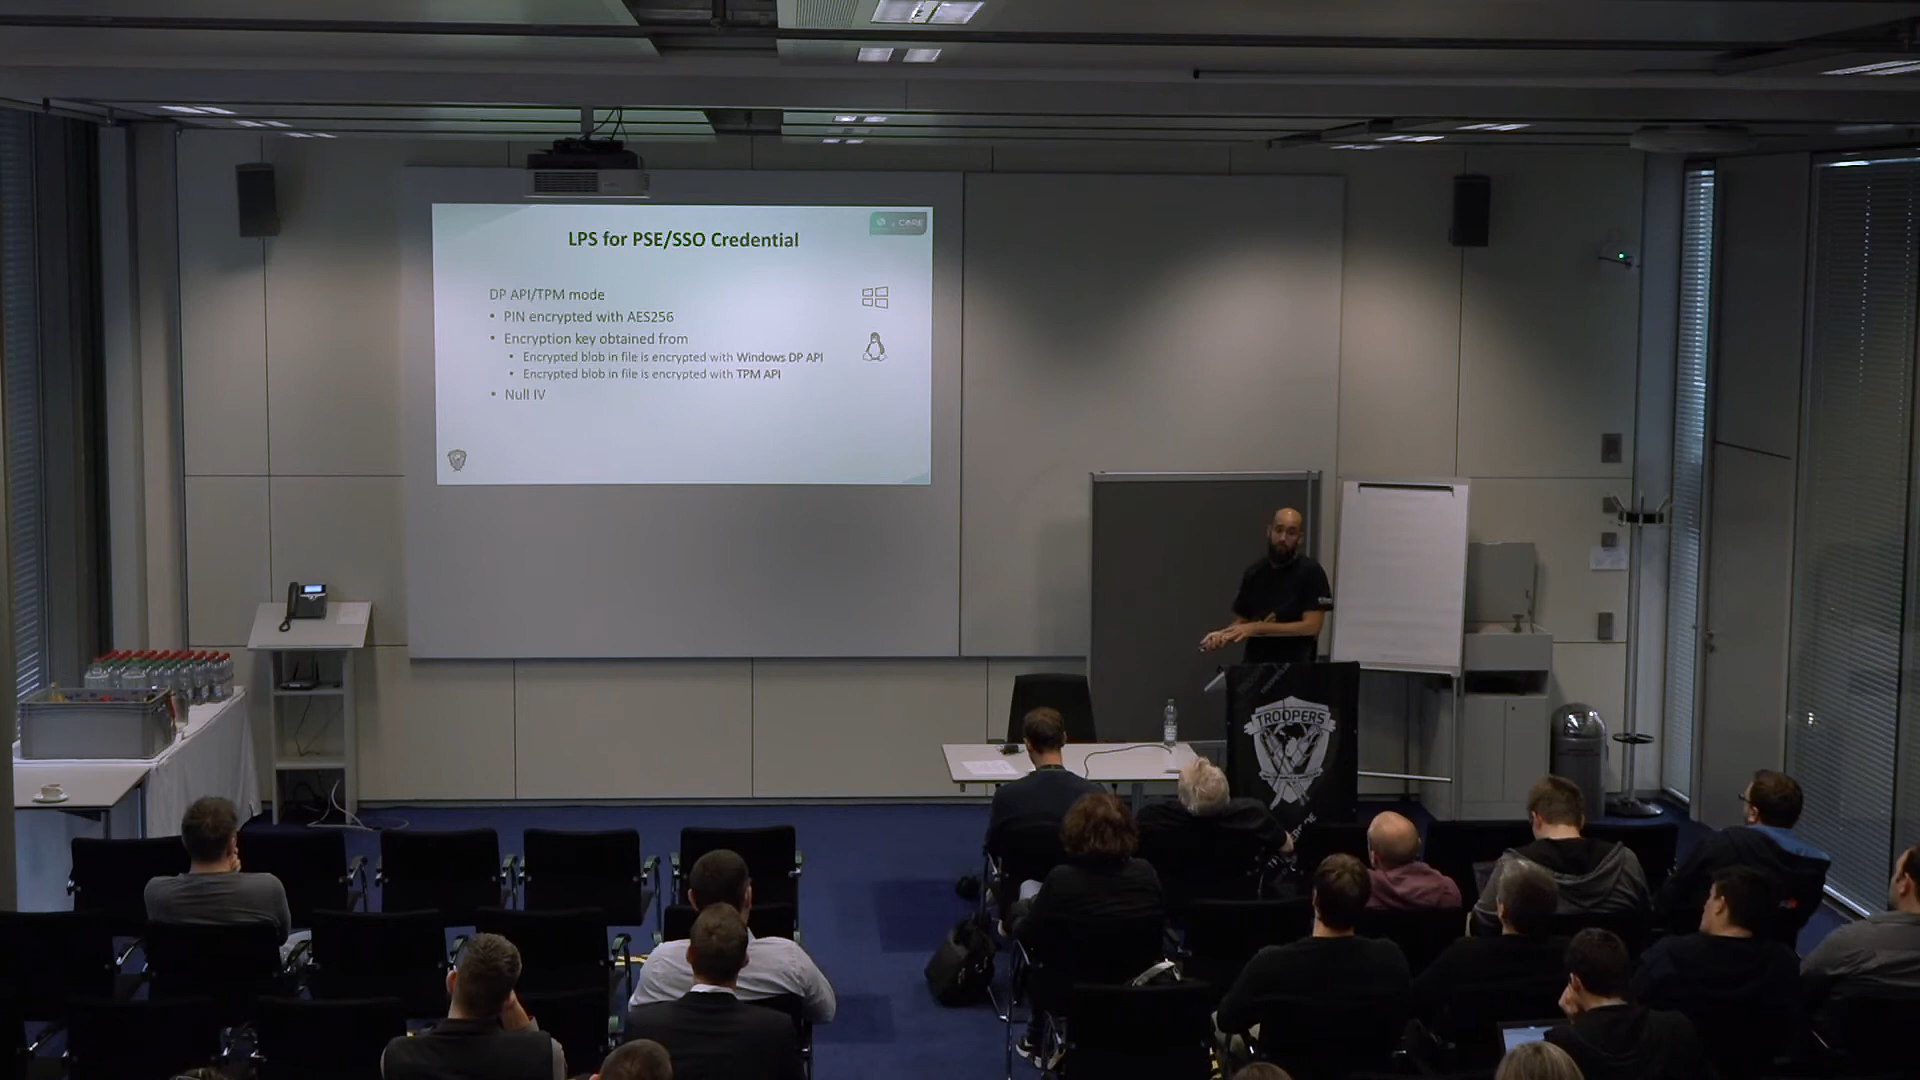 LPS for PSE/SSO Credential
DP API/TPM mode
• PIN encrypted with AES256
• Encryption key obtained from
• Encrypted blob in file is encrypted with Windows DP API
• Encrypted blob in file is encrypted with TPM API
• Null IV
TROOPERS